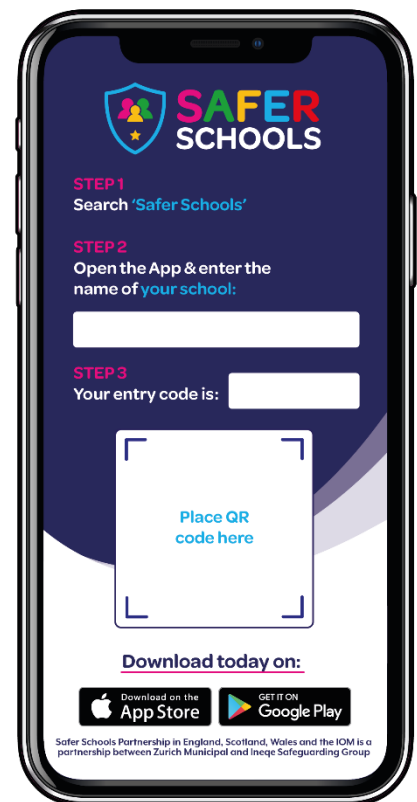 SAFER
SCHOOLS
STEP 1
Search ‘Safer Schools’
STEP 2
Open the App & enter the
name of your school:
STEP 3
Your entry code is:
Place QR
code here
Download today on:
Download on the
App Store
GET IT ON
Google Play
Safer Schools Partnership in England, Scotland, Wales and the IOM is a
partnership between Zurich Municipal and Ineqe Safeguarding Group